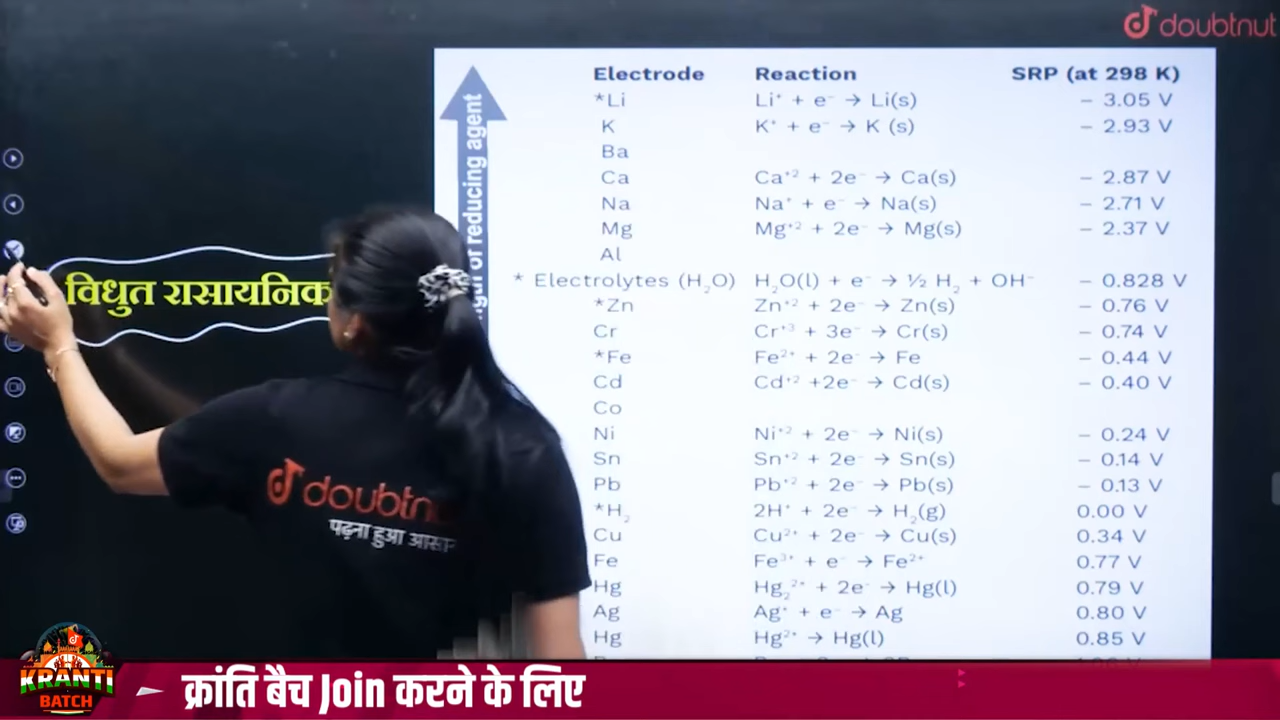 doubtnut
Electrode Reaction SRP (at 298 K)
*Li Li⁺ + e⁻ → Li(s) – 3.05 V
K K⁺ + e⁻ → K (s) – 2.93 V
Ba
Ca Ca⁺² + 2e⁻ → Ca(s) – 2.87 V
Na Na⁺ + e⁻ → Na(s) – 2.71 V
Mg Mg⁺² + 2e⁻ → Mg(s) – 2.37 V
Al
* Electrolytes (H₂O) H₂O(l) + e⁻ → ½ H₂ + OH⁻ – 0.828 V
*Zn Zn⁺² + 2e⁻ → Zn(s) – 0.76 V
Cr Cr⁺³ + 3e⁻ → Cr(s) – 0.74 V
*Fe Fe²⁺ + 2e⁻ → Fe – 0.44 V
Cd Cd⁺² +2e⁻ → Cd(s) – 0.40 V
Co
Ni Ni⁺² + 2e⁻ → Ni(s) – 0.24 V
Sn Sn⁺² + 2e⁻ → Sn(s) – 0.14 V
Pb Pb⁺² + 2e⁻ → Pb(s) – 0.13 V
*H₂ 2H⁺ + 2e⁻ → H₂(g) 0.00 V
Cu Cu²⁺ + 2e⁻ → Cu(s) 0.34 V
Fe Fe³⁺ + e⁻ → Fe²⁺ 0.77 V
Hg Hg₂²⁺ + 2e⁻ → Hg(l) 0.79 V
Ag Ag⁺ + e⁻ → Ag 0.80 V
Hg Hg²⁺ → Hg(l) 0.85 V
of reducing agent
विधुत रासायनिक
doubtn
पढ़ना हुआ आसान
KRANTI
BATCH
क्रांति बैच Join करने के लिए